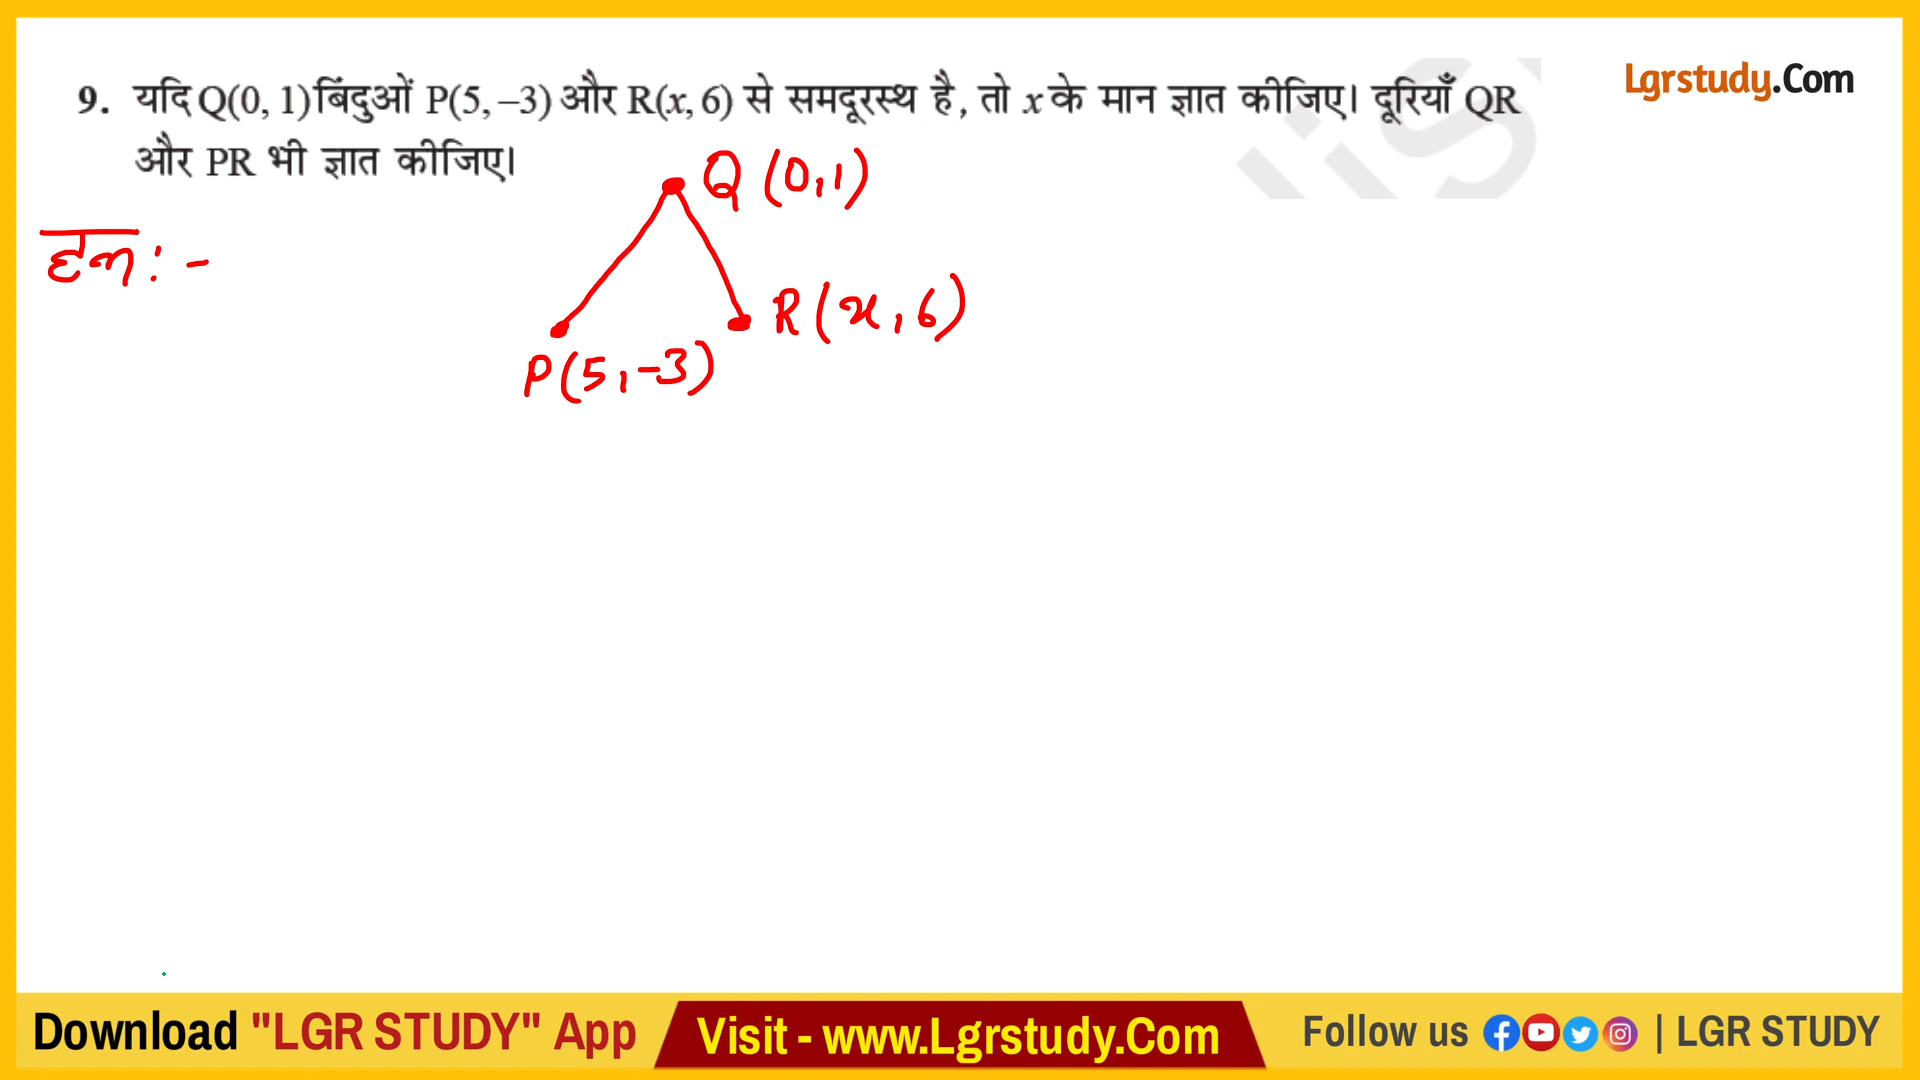 Lgrstudy.Com
9. यदि Q(0, 1) बिंदुओं P(5, –3) और R(x, 6) से समदूरस्थ है, तो x के मान ज्ञात कीजिए। दूरियाँ QR
और PR भी ज्ञात कीजिए।
Q (0,1)
हल : -
R (x, 6)
P(5, -3)
Download "LGR STUDY" App
Visit - www.Lgrstudy.Com
Follow us | LGR STUDY